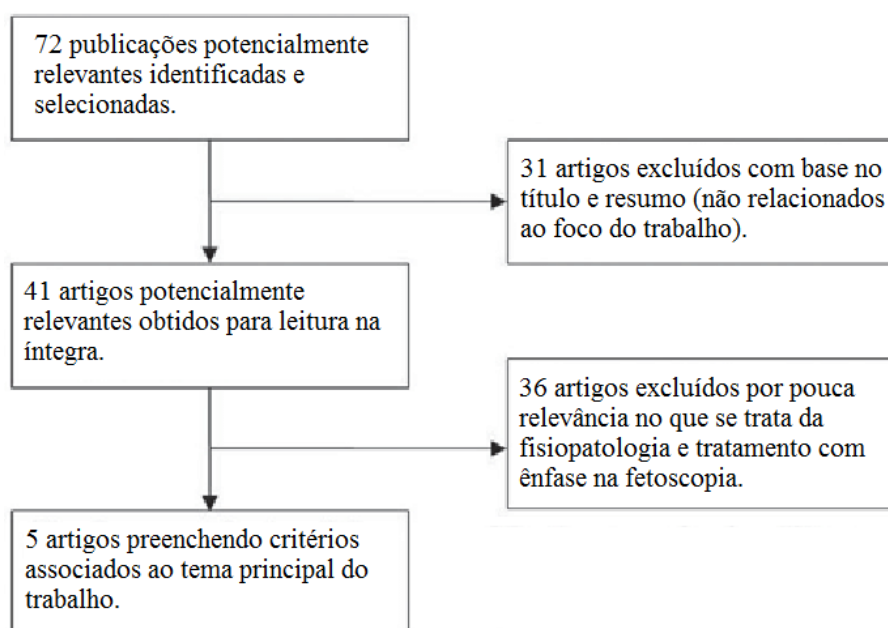 72 publicações potencialmente
relevantes identificadas e
selecionadas.
31 artigos excluídos com base no
título e resumo (não relacionados
ao foco do trabalho).
41 artigos potencialmente
relevantes obtidos para leitura na
íntegra.
36 artigos excluídos por pouca
relevância no que se trata da
fisiopatologia e tratamento com
ênfase na fetoscopia.
5 artigos preenchendo critérios
associados ao tema principal do
trabalho.